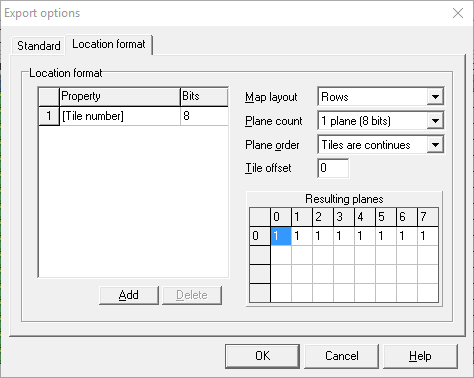 Export options
Standard Location format
Location format
Property Bits
1 [Tile number] 8
Map layout Rows
Plane count 1 plane (8 bits)
Plane order Tiles are continues
Tile offset 0
Resulting planes
0 1 2 3 4 5 6 7
0 1 1 1 1 1 1 1 1
Add Delete
OK Cancel Help